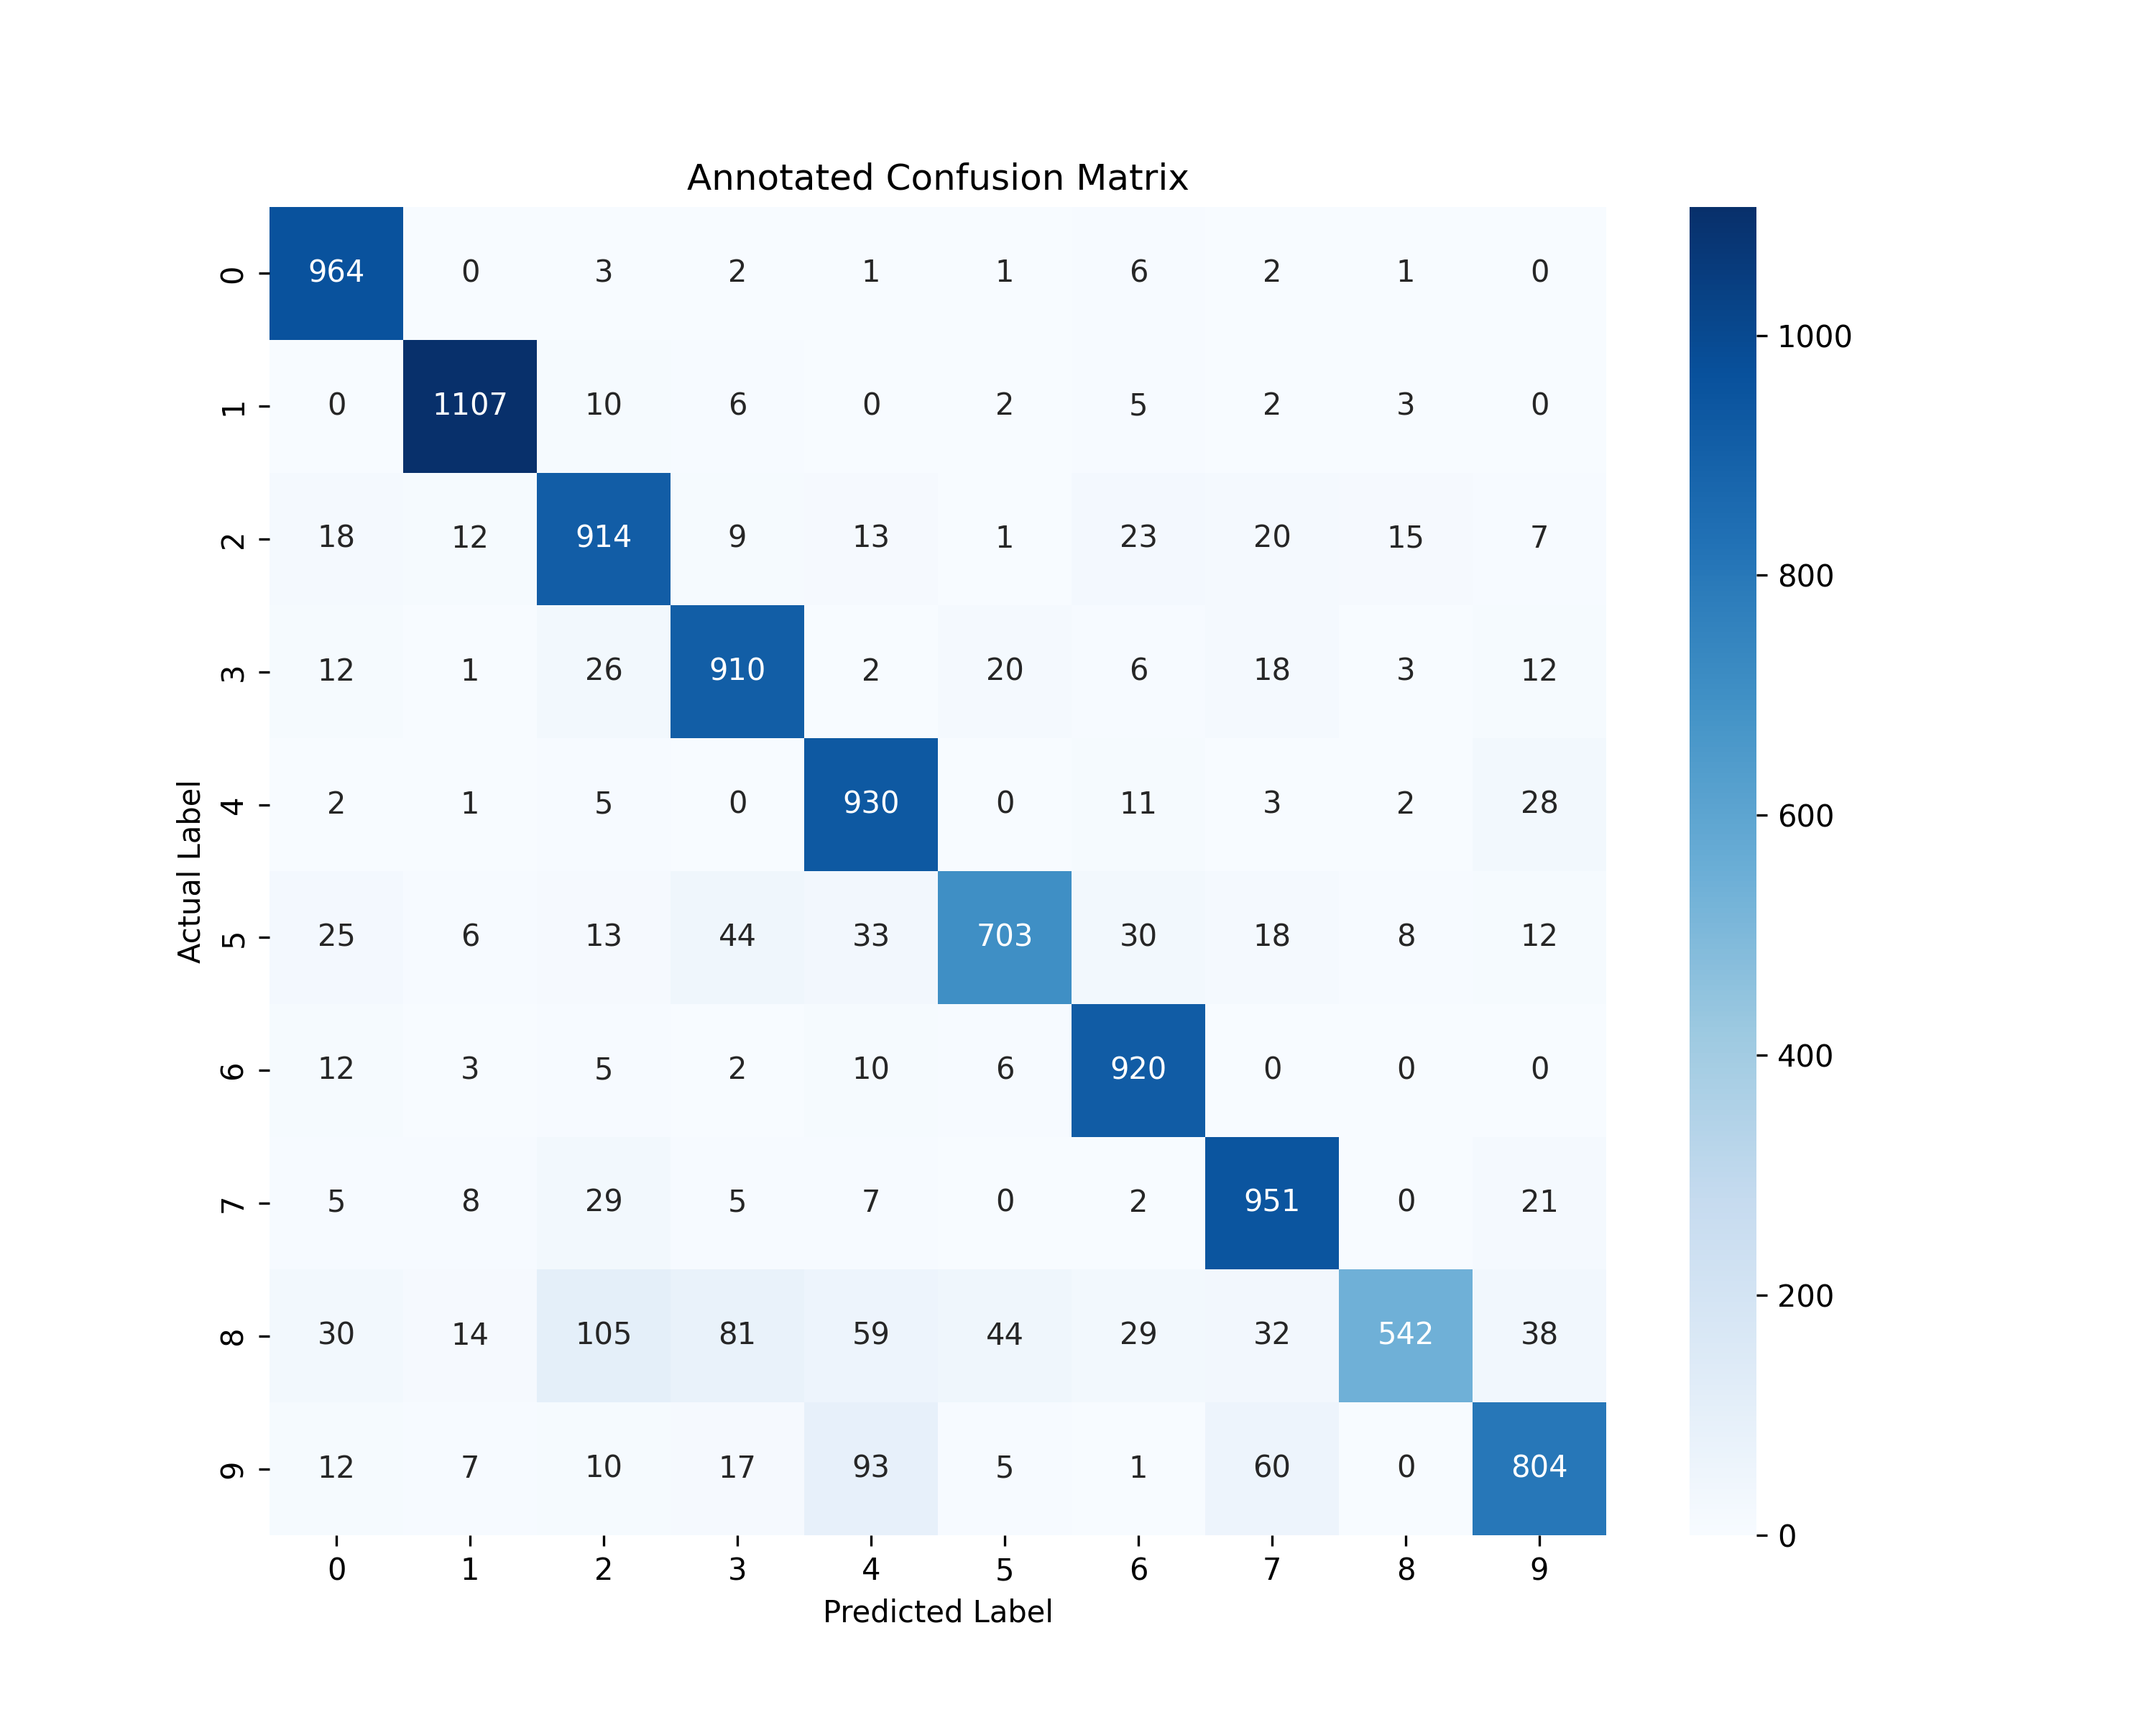 Annotated Confusion Matrix
0 964 0 3 2 1 1 6 2 1 0
1 0 1107 10 6 0 2 5 2 3 0
2 18 12 914 9 13 1 23 20 15 7
3 12 1 26 910 2 20 6 18 3 12
4 2 1 5 0 930 0 11 3 2 28
5 25 6 13 44 33 703 30 18 8 12
6 12 3 5 2 10 6 920 0 0 0
7 5 8 29 5 7 0 2 951 0 21
8 30 14 105 81 59 44 29 32 542 38
9 12 7 10 17 93 5 1 60 0 804
0 1 2 3 4 5 6 7 8 9
Predicted Label
Actual Label
1000
800
600
400
200
0